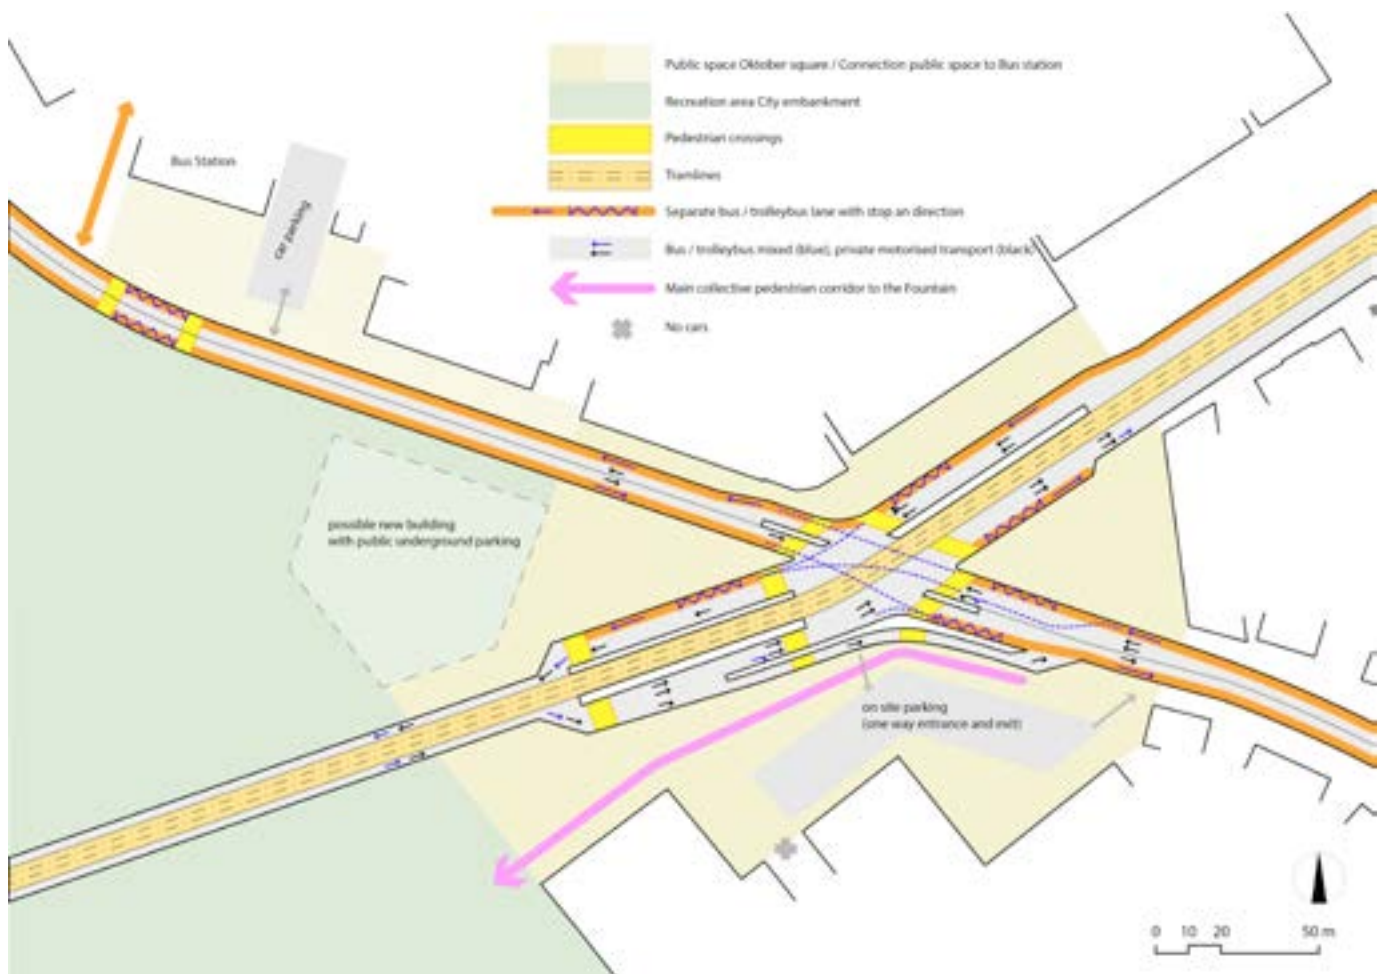 Public space Oktober square / Connection public space to Bus station
Recreation area City embankment
Pedestrian crossings
Tramlines
Separate bus / trolleybus lane with stop an direction
Bus / trolleybus mixed (blue), private motorised transport (black
Main collective pedestrian corridor to the Fountain
No cars
Bus Station
car parking
possible new building
with public underground parking
on site parking
(one way entrance and exit)
0 10 20 50 m